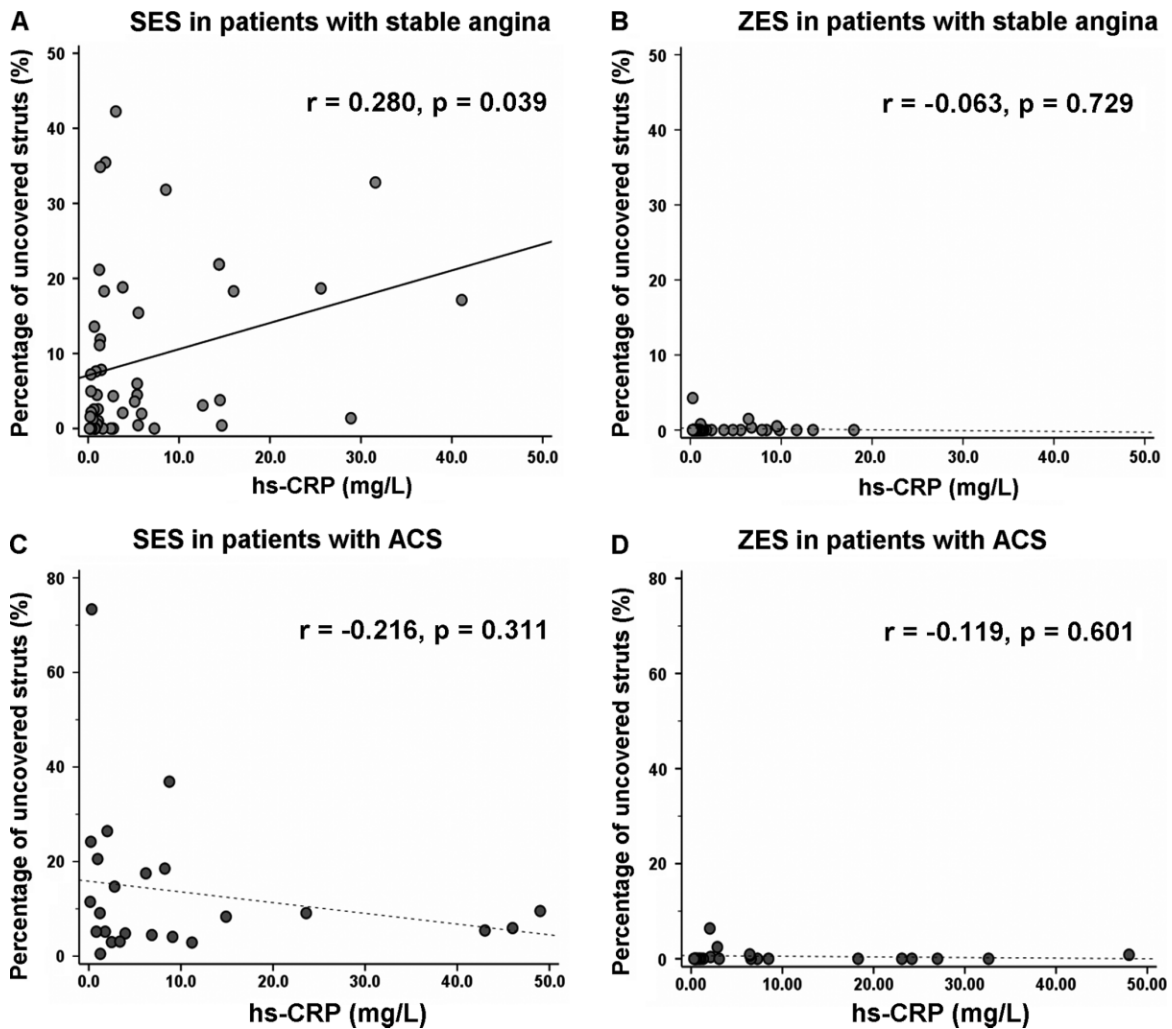 A SES in patients with stable angina
Percentage of uncovered struts (%)
r = 0.280, p = 0.039
50
40
30
20
10
0
0.0 10.0 20.0 30.0 40.0 50.0
hs-CRP (mg/L)
B ZES in patients with stable angina
Percentage of uncovered struts (%)
r = -0.063, p = 0.729
50
40
30
20
10
0
0.0 10.0 20.0 30.0 40.0 50.0
hs-CRP (mg/L)
C SES in patients with ACS
Percentage of uncovered struts (%)
r = -0.216, p = 0.311
80
60
40
20
0
0.0 10.0 20.0 30.0 40.0 50.0
hs-CRP (mg/L)
D ZES in patients with ACS
Percentage of uncovered struts (%)
r = -0.119, p = 0.601
80
60
40
20
0
0.00 10.00 20.00 30.00 40.00 50.00
hs-CRP (mg/L)